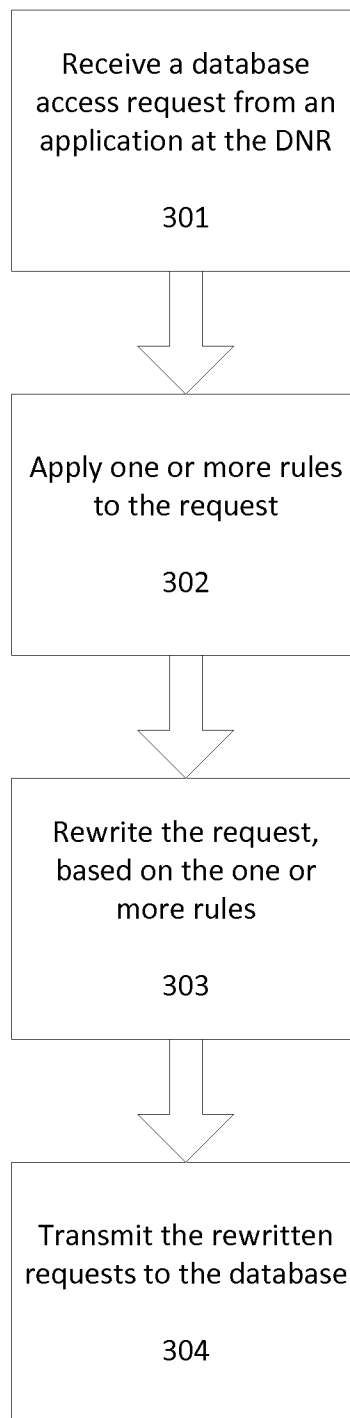 Receive a database
access request from an
application at the DNR
301
Apply one or more rules
to the request
302
Rewrite the request,
based on the one or
more rules
303
Transmit the rewritten
requests to the database
304